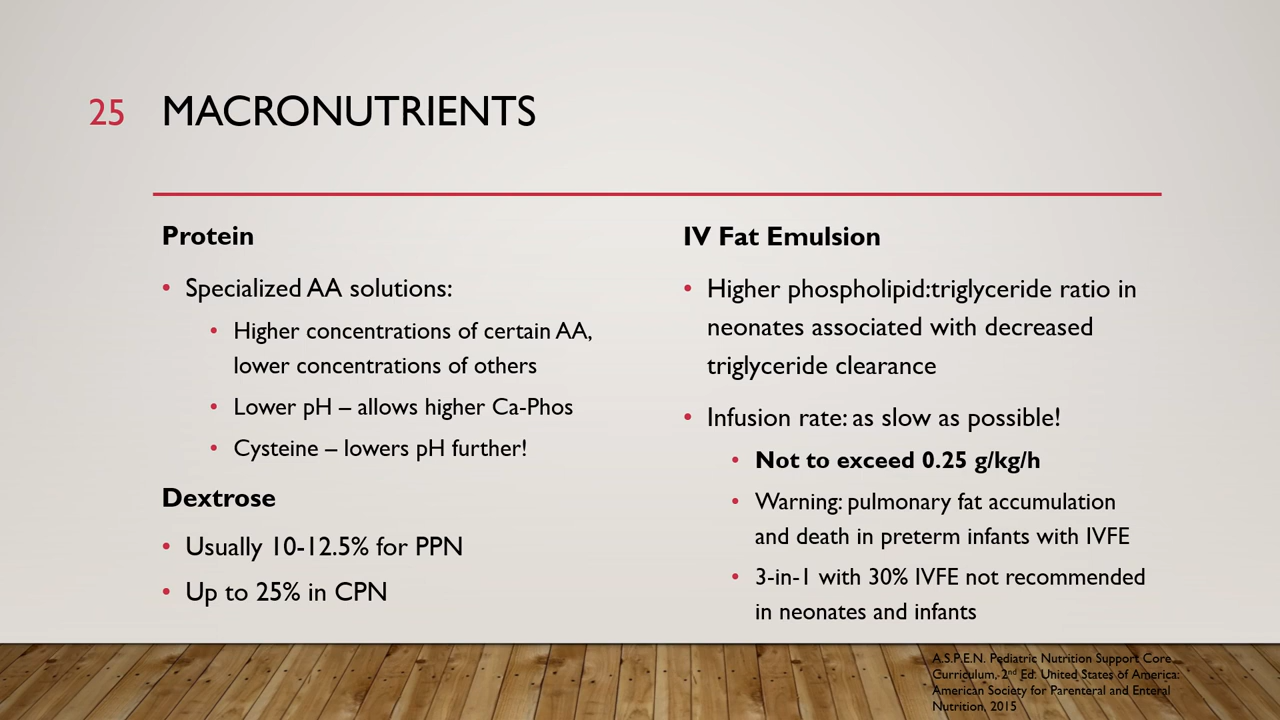 25 MACRONUTRIENTS
Protein
• Specialized AA solutions:
• Higher concentrations of certain AA,
lower concentrations of others
• Lower pH – allows higher Ca-Phos
• Cysteine – lowers pH further!
Dextrose
• Usually 10-12.5% for PPN
• Up to 25% in CPN
IV Fat Emulsion
• Higher phospholipid:triglyceride ratio in
neonates associated with decreased
triglyceride clearance
• Infusion rate: as slow as possible!
• Not to exceed 0.25 g/kg/h
• Warning: pulmonary fat accumulation
and death in preterm infants with IVFE
• 3-in-1 with 30% IVFE not recommended
in neonates and infants
A.S.P.E.N. Pediatric Nutrition Support Core
Curriculum, 2nd Ed. United States of America:
American Society for Parenteral and Enteral
Nutrition, 2015